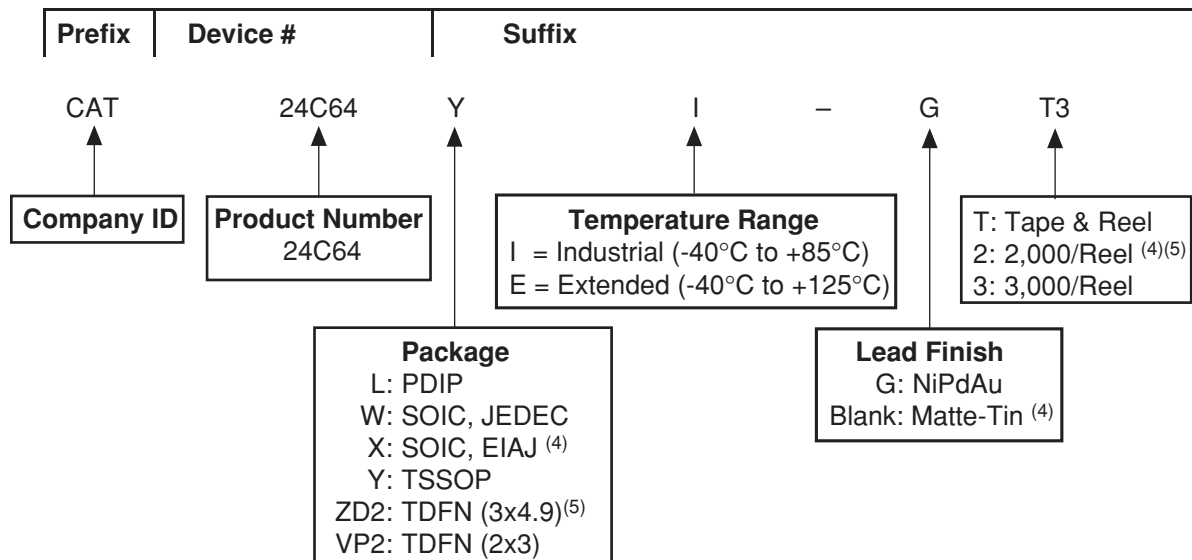 Prefix Device # Suffix
CAT 24C64 Y I – G T3
Company ID
Product Number
24C64
Temperature Range
I = Industrial (-40°C to +85°C)
E = Extended (-40°C to +125°C)
T: Tape & Reel
2: 2,000/Reel (4)(5)
3: 3,000/Reel
Package
L: PDIP
W: SOIC, JEDEC
X: SOIC, EIAJ (4)
Y: TSSOP
ZD2: TDFN (3x4.9)(5)
VP2: TDFN (2x3)
Lead Finish
G: NiPdAu
Blank: Matte-Tin (4)